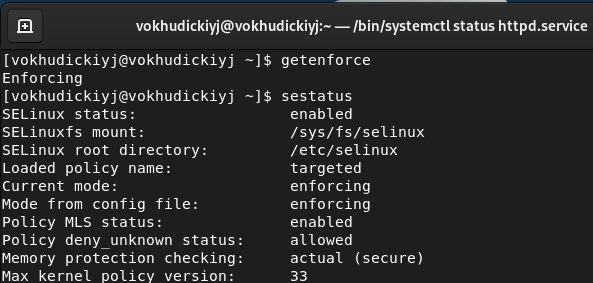 vokhudickiyj@vokhudickiyj:~ — /bin/systemctl status httpd.service
[vokhudickiyj@vokhudickiyj ~]$ getenforce
Enforcing
[vokhudickiyj@vokhudickiyj ~]$ sestatus
SELinux status:                 enabled
SELinuxfs mount:                /sys/fs/selinux
SELinux root directory:         /etc/selinux
Loaded policy name:             targeted
Current mode:                   enforcing
Mode from config file:          enforcing
Policy MLS status:              enabled
Policy deny_unknown status:     allowed
Memory protection checking:     actual (secure)
Max kernel policy version:      33